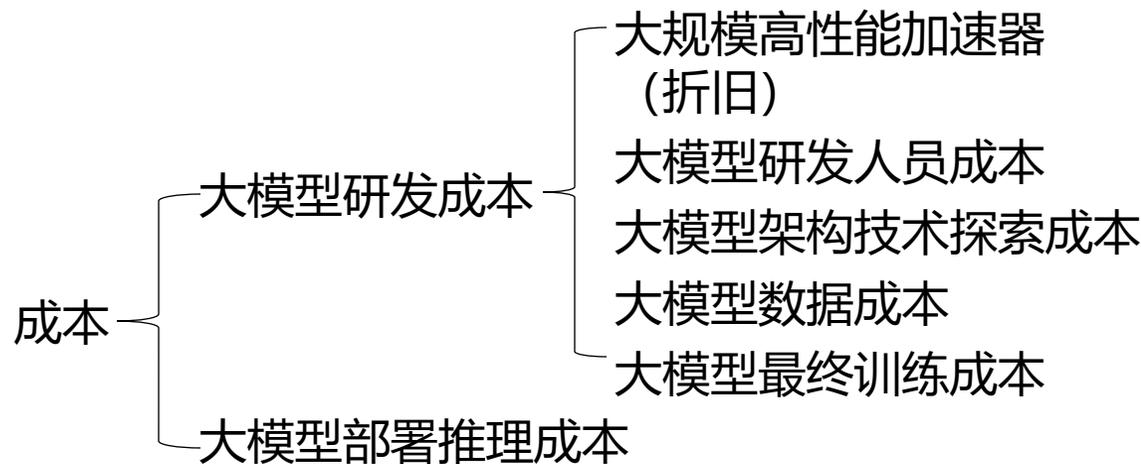 成本
大模型研发成本
大规模高性能加速器
（折旧）
大模型研发人员成本
大模型架构技术探索成本
大模型数据成本
大模型最终训练成本
大模型部署推理成本